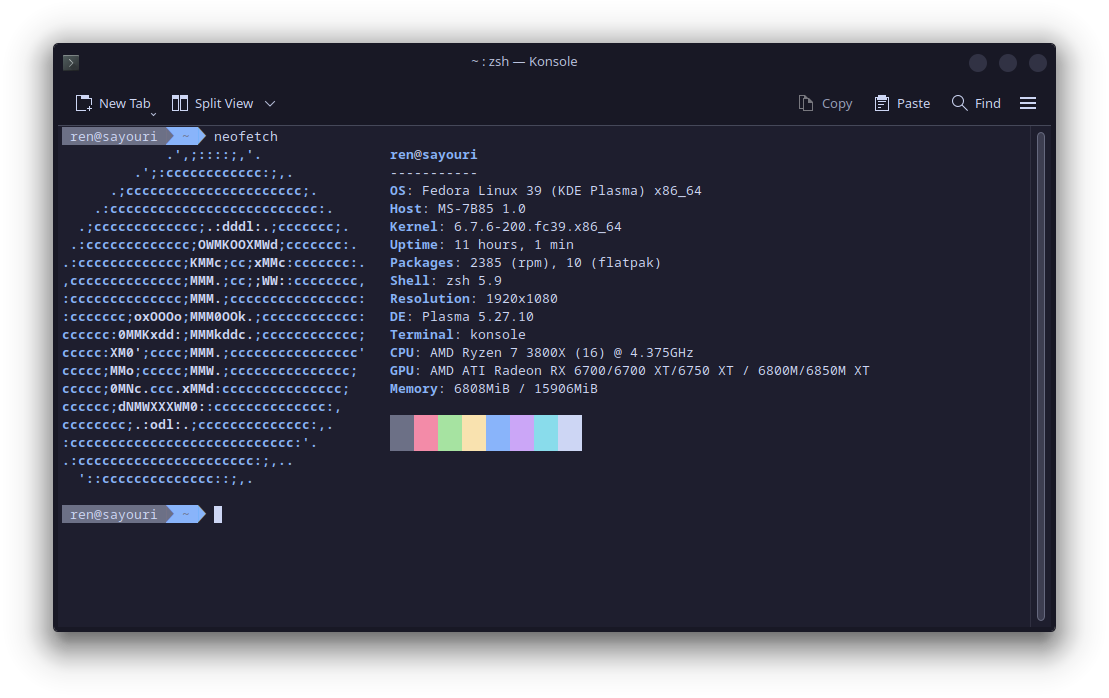 ~ : zsh — Konsole
New Tab Split View Copy Paste Find
ren@sayouri ~ neofetch
             .',;::::;,'.                ren@sayouri
         .';:cccccccccccc:;,.            -----------
      .;cccccccccccccccccccccc;.         OS: Fedora Linux 39 (KDE Plasma) x86_64
    .:cccccccccccccccccccccccccc:.       Host: MS-7B85 1.0
  .;ccccccccccccc;.:dddl:.;ccccccc;.     Kernel: 6.7.6-200.fc39.x86_64
 .:ccccccccccccc;OWMKOOXMWd;ccccccc:.    Uptime: 11 hours, 1 min
.:ccccccccccccc;KMMc;cc;xMMc:ccccccc:.   Packages: 2385 (rpm), 10 (flatpak)
,cccccccccccccc;MMM.;cc;;WW::cccccccc,   Shell: zsh 5.9
:cccccccccccccc;MMM.;cccccccccccccccc:   Resolution: 1920x1080
:ccccccc;oxOOOo;MMM0OOk.;cccccccccccc:   DE: Plasma 5.27.10
cccccc:0MMKxdd:;MMMkddc.;cccccccccccc;   Terminal: konsole
ccccc:XM0';cccc;MMM.;cccccccccccccccc'   CPU: AMD Ryzen 7 3800X (16) @ 4.375GHz
ccccc;MMo;ccccc;MMW.;ccccccccccccccc;    GPU: AMD ATI Radeon RX 6700/6700 XT/6750 XT / 6800M/6850M XT
ccccc;0MNc.ccc.xMMd:ccccccccccccccc;     Memory: 6808MiB / 15906MiB
cccccc;dNMWXXXWM0::cccccccccccccc:,
cccccccc;.:odl:.;cccccccccccccc:,.
:cccccccccccccccccccccccccccc:'.
.:cccccccccccccccccccccc:;,..
  '::cccccccccccccc::;,.
ren@sayouri ~